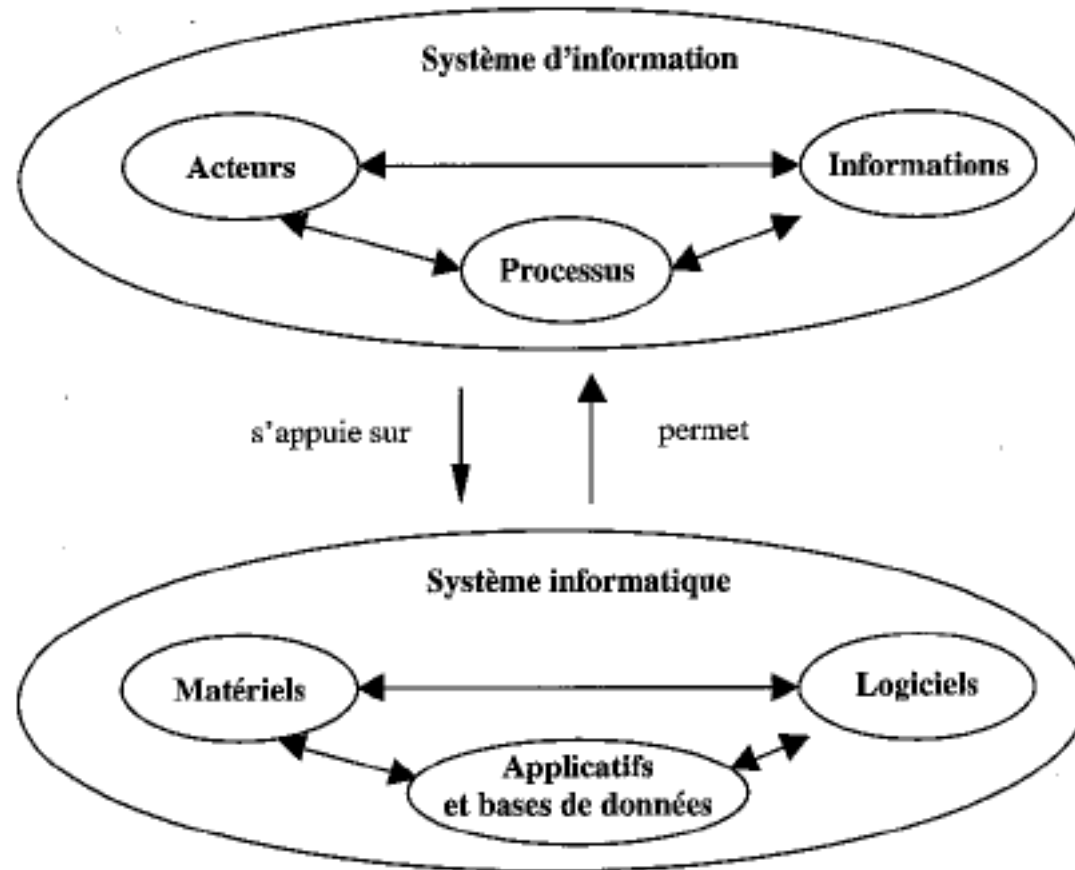 Système d'information
Acteurs
Informations
Processus
s'appuie sur
permet
Système informatique
Matériels
Logiciels
Applicatifs
et bases de données